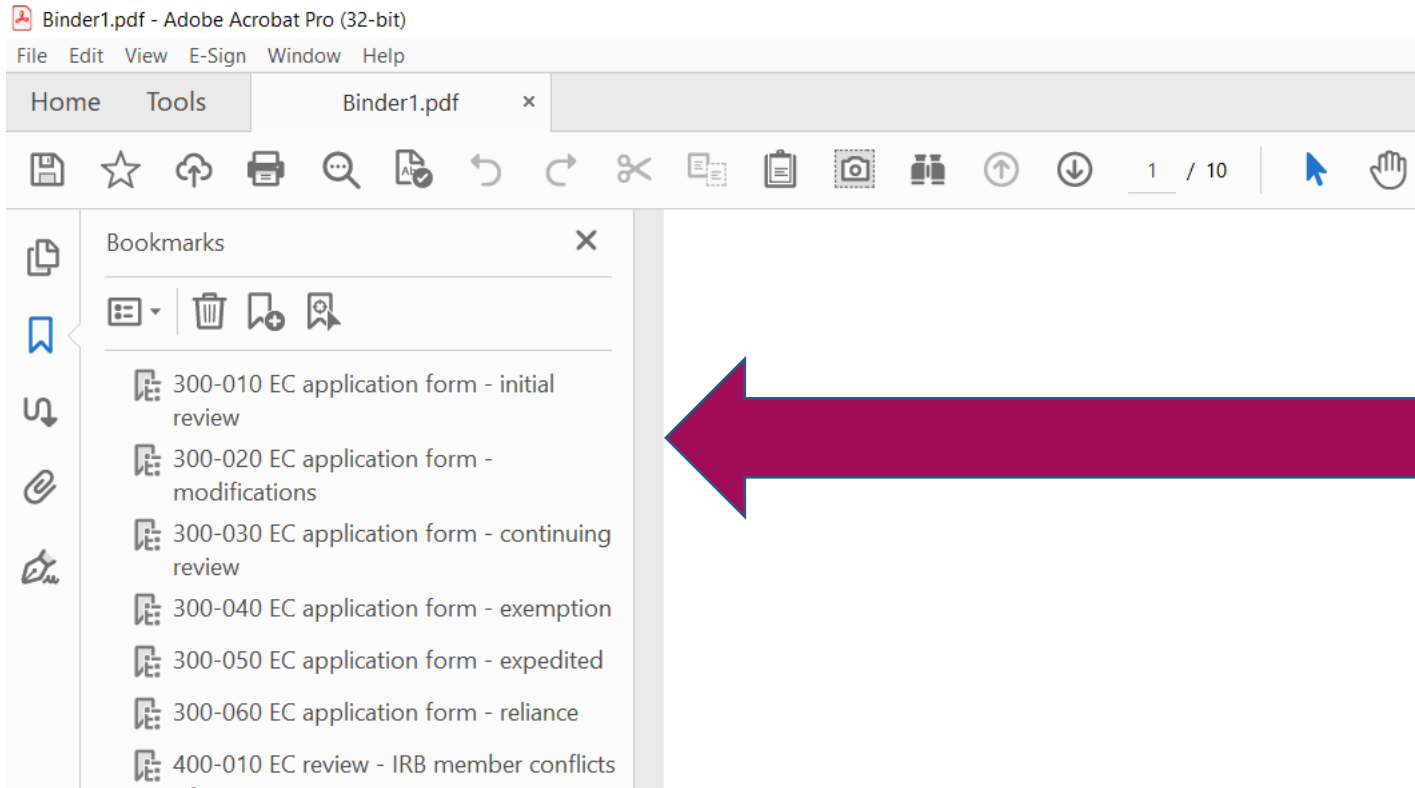 Binder1.pdf - Adobe Acrobat Pro (32-bit)
File Edit View E-Sign Window Help
Home Tools Binder1.pdf ×
1 / 10
Bookmarks
300-010 EC application form - initial
review
300-020 EC application form -
modifications
300-030 EC application form - continuing
review
300-040 EC application form - exemption
300-050 EC application form - expedited
300-060 EC application form - reliance
400-010 EC review - IRB member conflicts